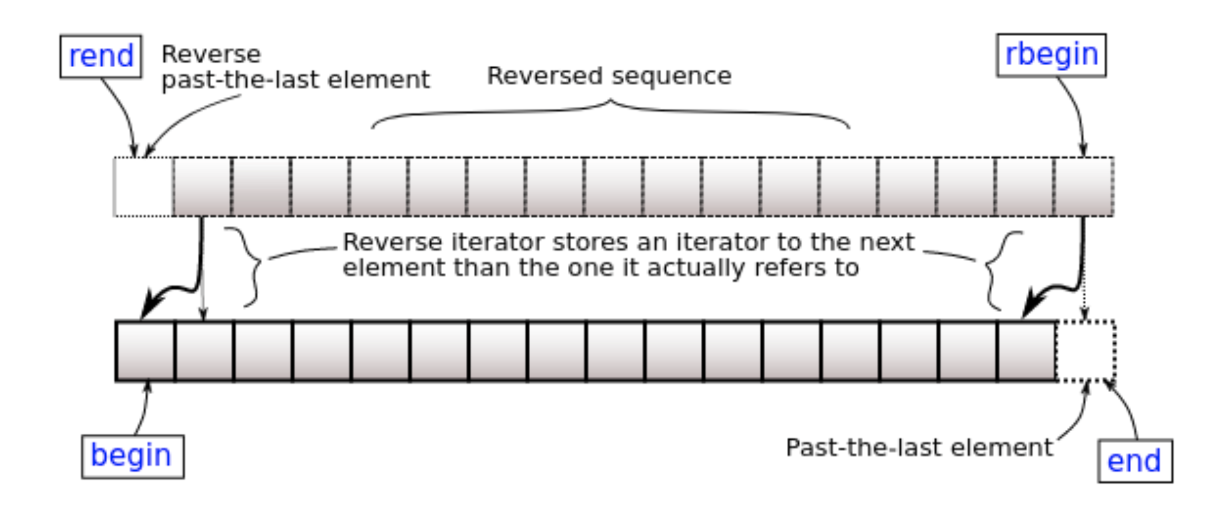 rend
Reverse
past-the-last element
Reversed sequence
rbegin
Reverse iterator stores an iterator to the next
element than the one it actually refers to
begin
Past-the-last element
end